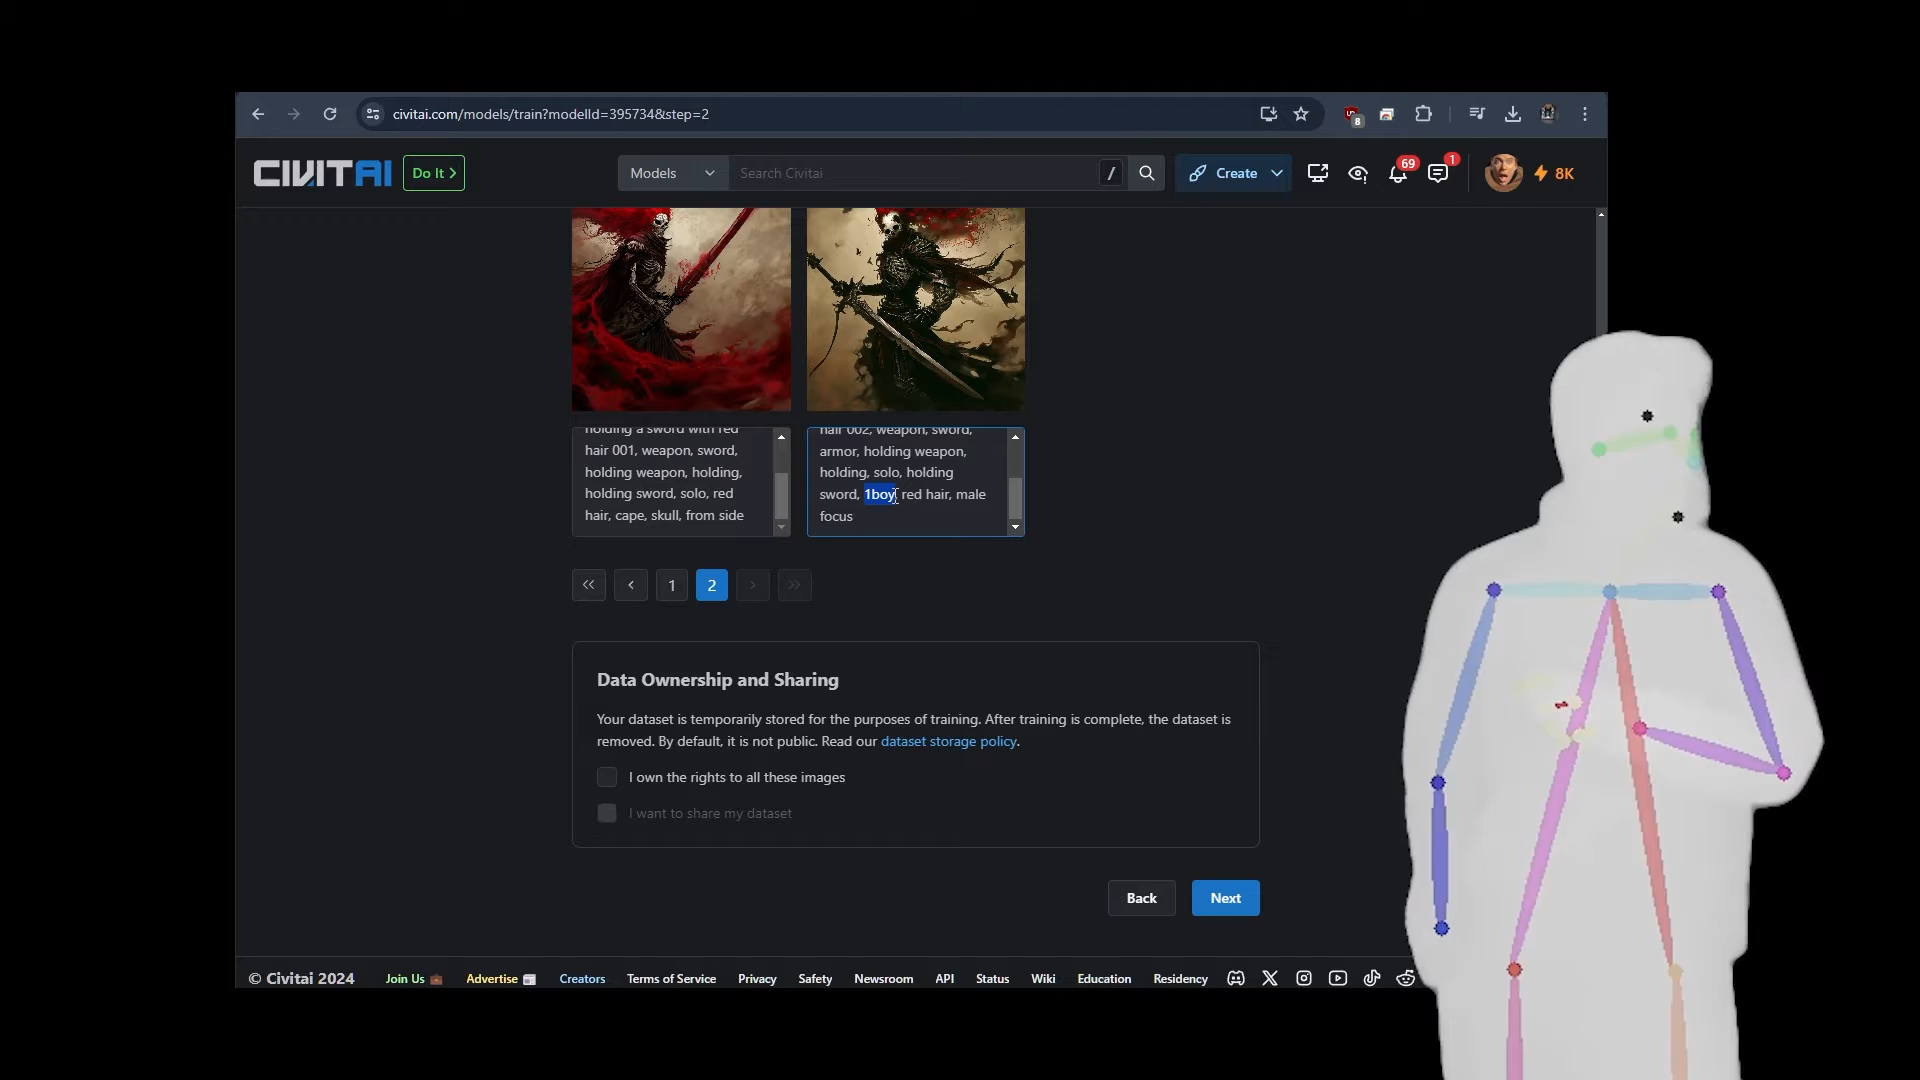 civitai.com/models/train?modelId=395734&step=2
8
CIVITAI
Do It
Models
Search Civitai
/
Create
69
1
8K
holding a sword with red
hair 001, weapon, sword,
holding weapon, holding,
holding sword, solo, red
hair, cape, skull, from side
hair 002, weapon, sword,
armor, holding weapon,
holding, solo, holding
sword, 1boy, red hair, male
focus
1
2
Data Ownership and Sharing
Your dataset is temporarily stored for the purposes of training. After training is complete, the dataset is
removed. By default, it is not public. Read our dataset storage policy.
I own the rights to all these images
I want to share my dataset
Back
Next
© Civitai 2024
Join Us
Advertise
Creators
Terms of Service
Privacy
Safety
Newsroom
API
Status
Wiki
Education
Residency